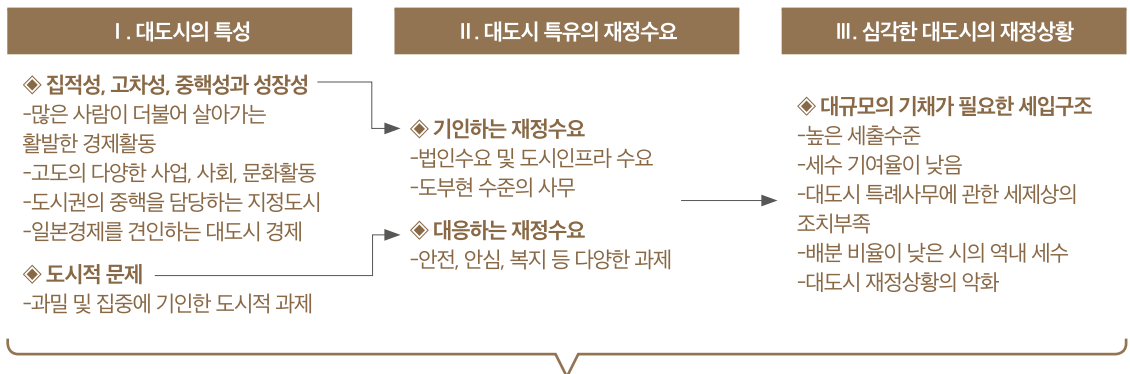 Ⅰ. 대도시의 특성
◈ 집적성, 고차성, 중핵성과 성장성
-많은 사람이 더불어 살아가는
활발한 경제활동
-고도의 다양한 사업, 사회, 문화활동
-도시권의 중핵을 담당하는 지정도시
-일본경제를 견인하는 대도시 경제
◈ 도시적 문제
-과밀 및 집중에 기인한 도시적 과제
Ⅱ. 대도시 특유의 재정수요
◈ 기인하는 재정수요
-법인수요 및 도시인프라 수요
-도부현 수준의 사무
◈ 대응하는 재정수요
-안전, 안심, 복지 등 다양한 과제
Ⅲ. 심각한 대도시의 재정상황
◈ 대규모의 기채가 필요한 세입구조
-높은 세출수준
-세수 기여율이 낮음
-대도시 특례사무에 관한 세제상의
조치부족
-배분 비율이 낮은 시의 역내 세수
-대도시 재정상황의 악화